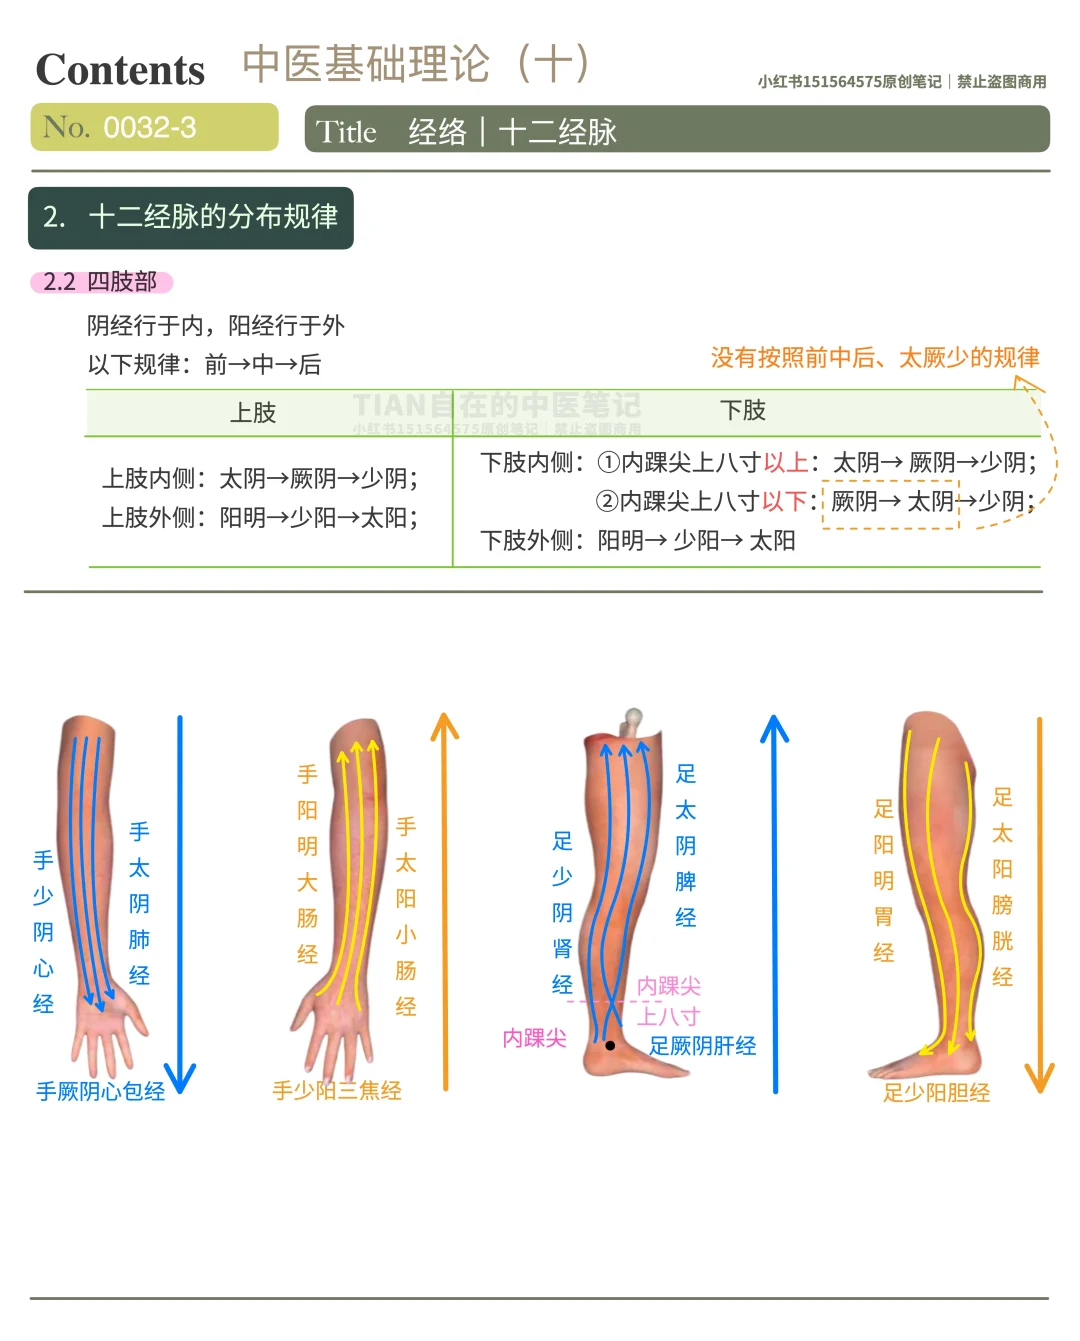 Contents 中医基础理论（十）
小红书151564575原创笔记｜禁止盗图商用
No. 0032-3
Title 经络｜十二经脉
2. 十二经脉的分布规律
2.2 四肢部
阴经行于内，阳经行于外
以下规律：前→中→后
没有按照前中后、太厥少的规律
TIAN自在的中医笔记
小红书151564575原创笔记｜禁止盗图商用
上肢
下肢
上肢内侧：太阴→厥阴→少阴；
上肢外侧：阳明→少阳→太阳；
下肢内侧：①内踝尖上八寸以上：太阴→ 厥阴→少阴；
②内踝尖上八寸以下：厥阴→ 太阴→少阴；
下肢外侧：阳明→ 少阳→ 太阳
手少阴心经
手太阴肺经
手厥阴心包经
手阳明大肠经
手太阳小肠经
手少阳三焦经
足少阴肾经
足太阴脾经
内踝尖
上八寸
内踝尖
足厥阴肝经
足阳明胃经
足太阳膀胱经
足少阳胆经